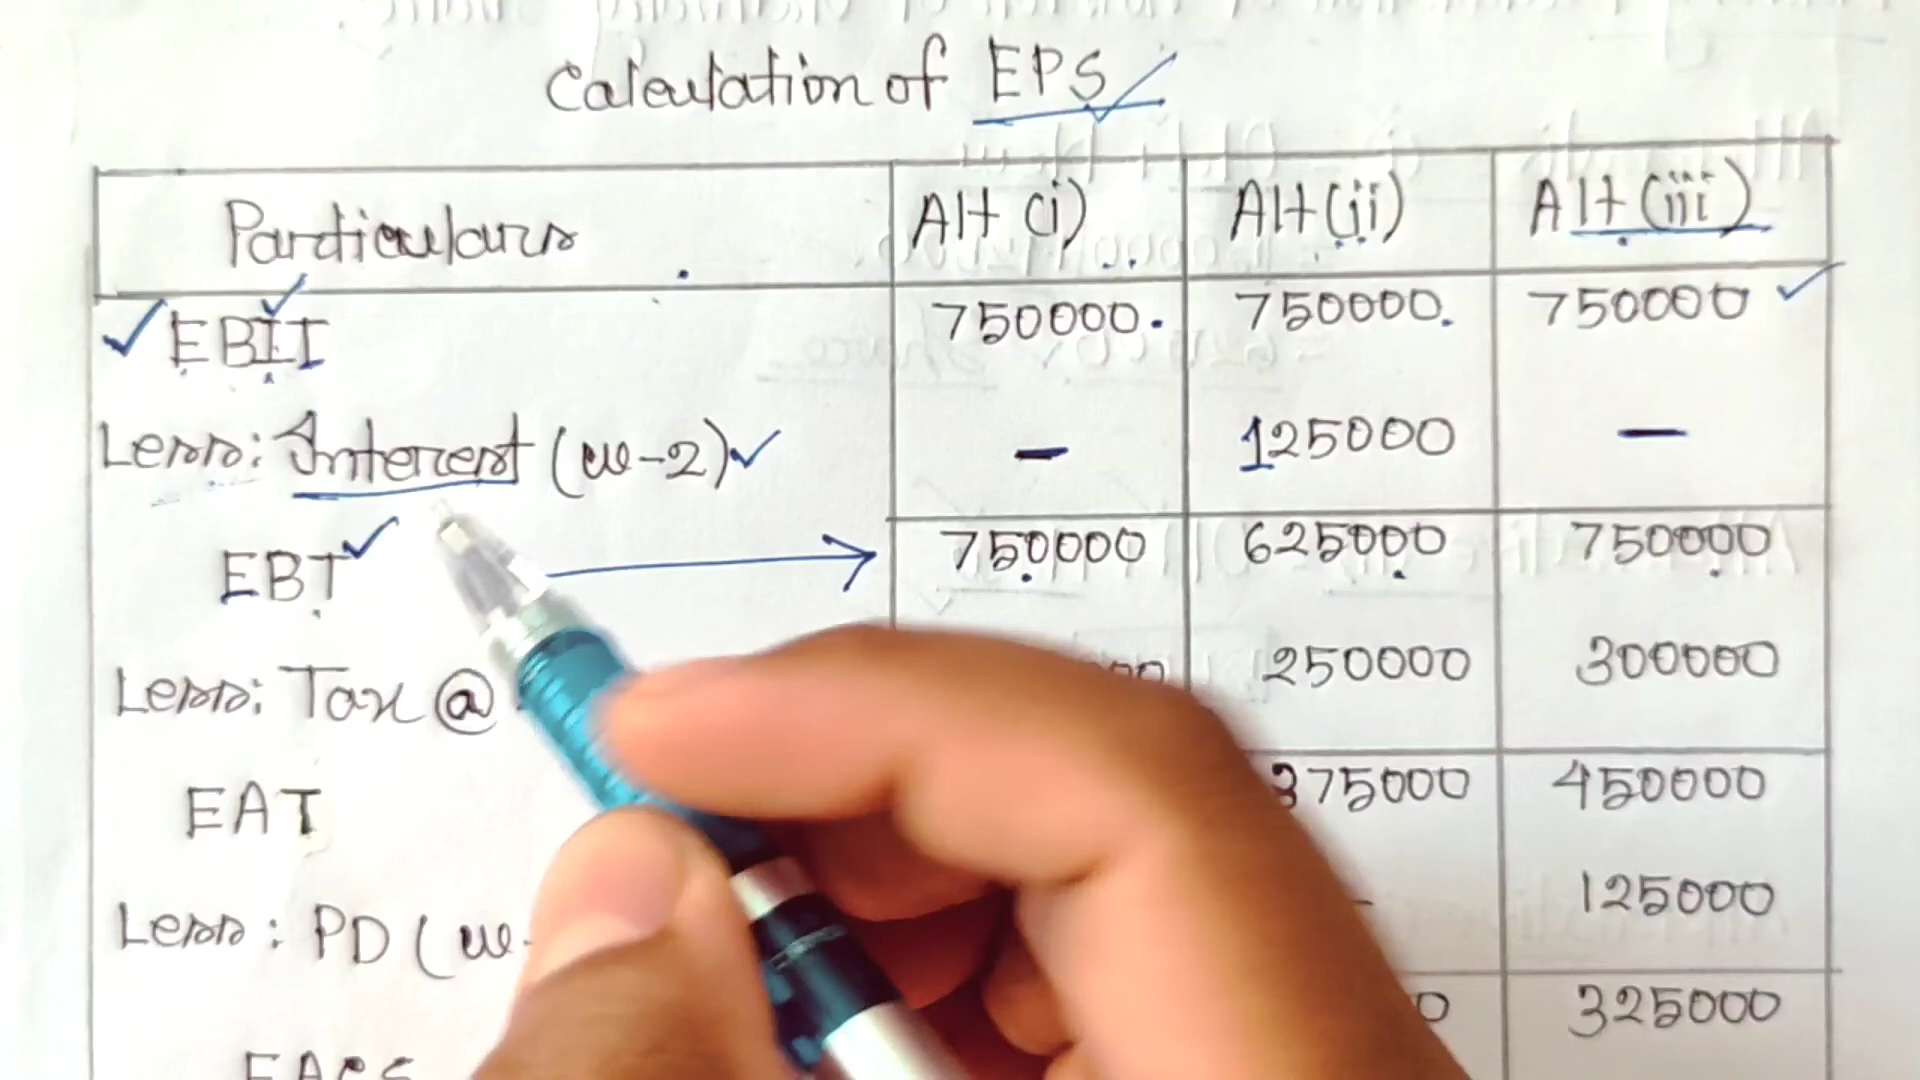 Calculation of EPS
Particulars Alt (i) Alt (ii) Alt (iii)
EBIT 750000 750000 750000
Less: Interest (w-2) - 125000 -
EBT 750000 625000 750000
Less: Tax @ 250000 300000
EAT 375000 450000
Less: PD (w- - 125000
EAES 325000